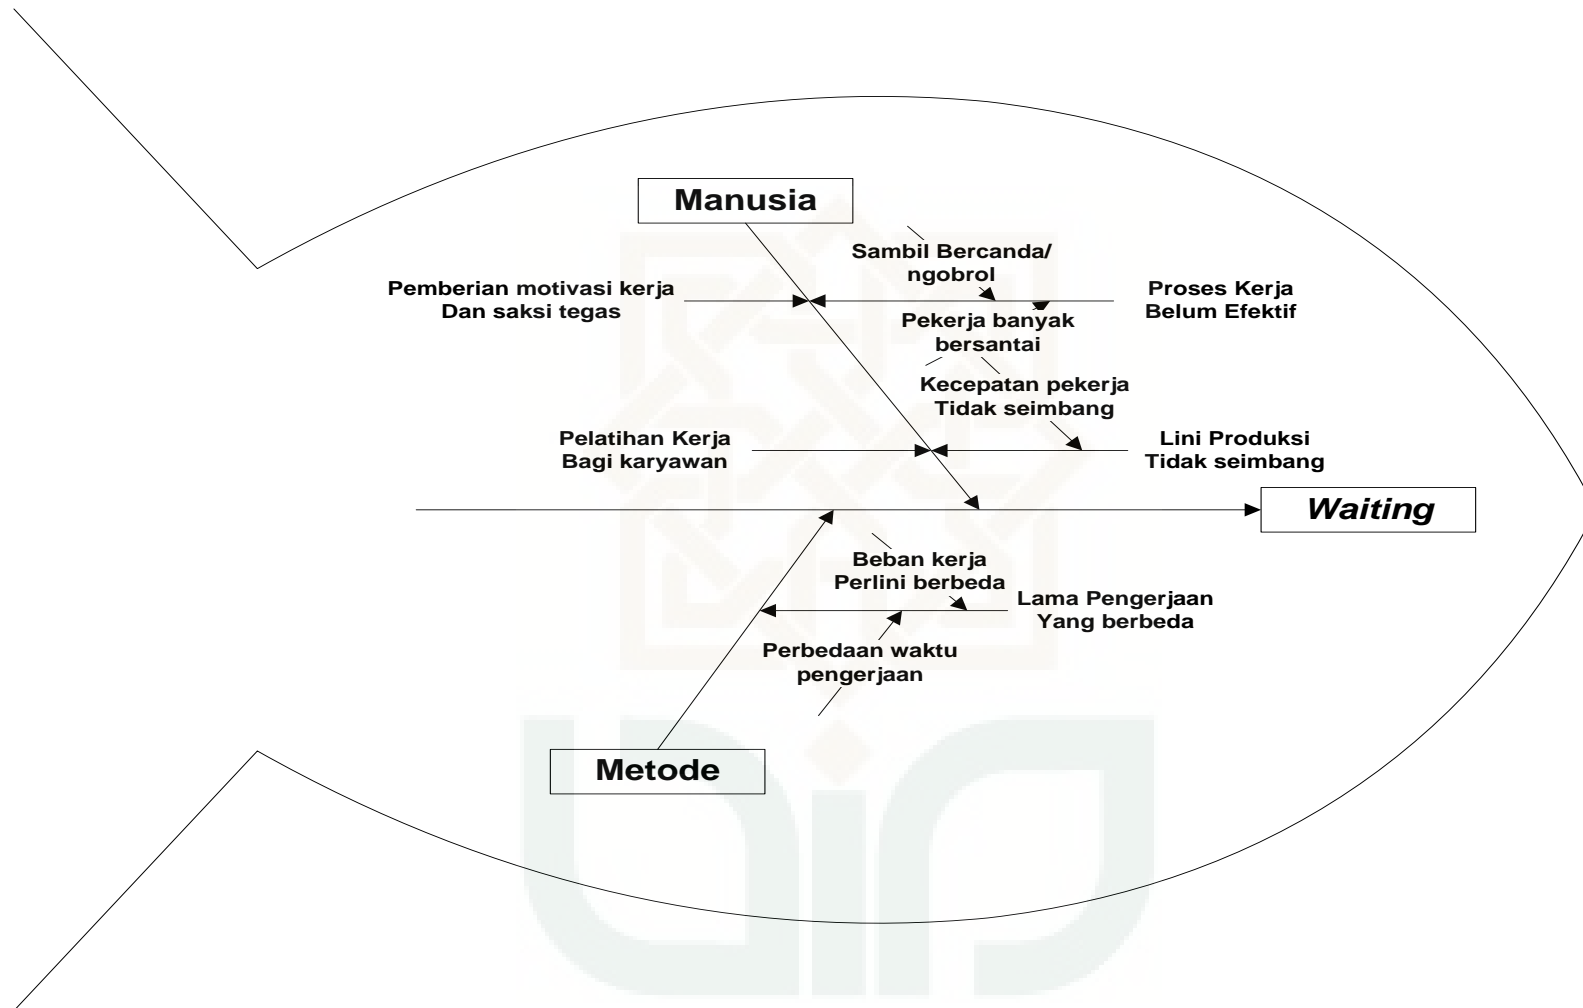 Manusia
Sambil Bercanda/
ngobrol
Pemberian motivasi kerja
Dan saksi tegas
Proses Kerja
Belum Efektif
Pekerja banyak
bersantai
Kecepatan pekerja
Tidak seimbang
Pelatihan Kerja
Bagi karyawan
Lini Produksi
Tidak seimbang
Waiting
Beban kerja
Perlini berbeda
Lama Pengerjaan
Yang berbeda
Perbedaan waktu
pengerjaan
Metode